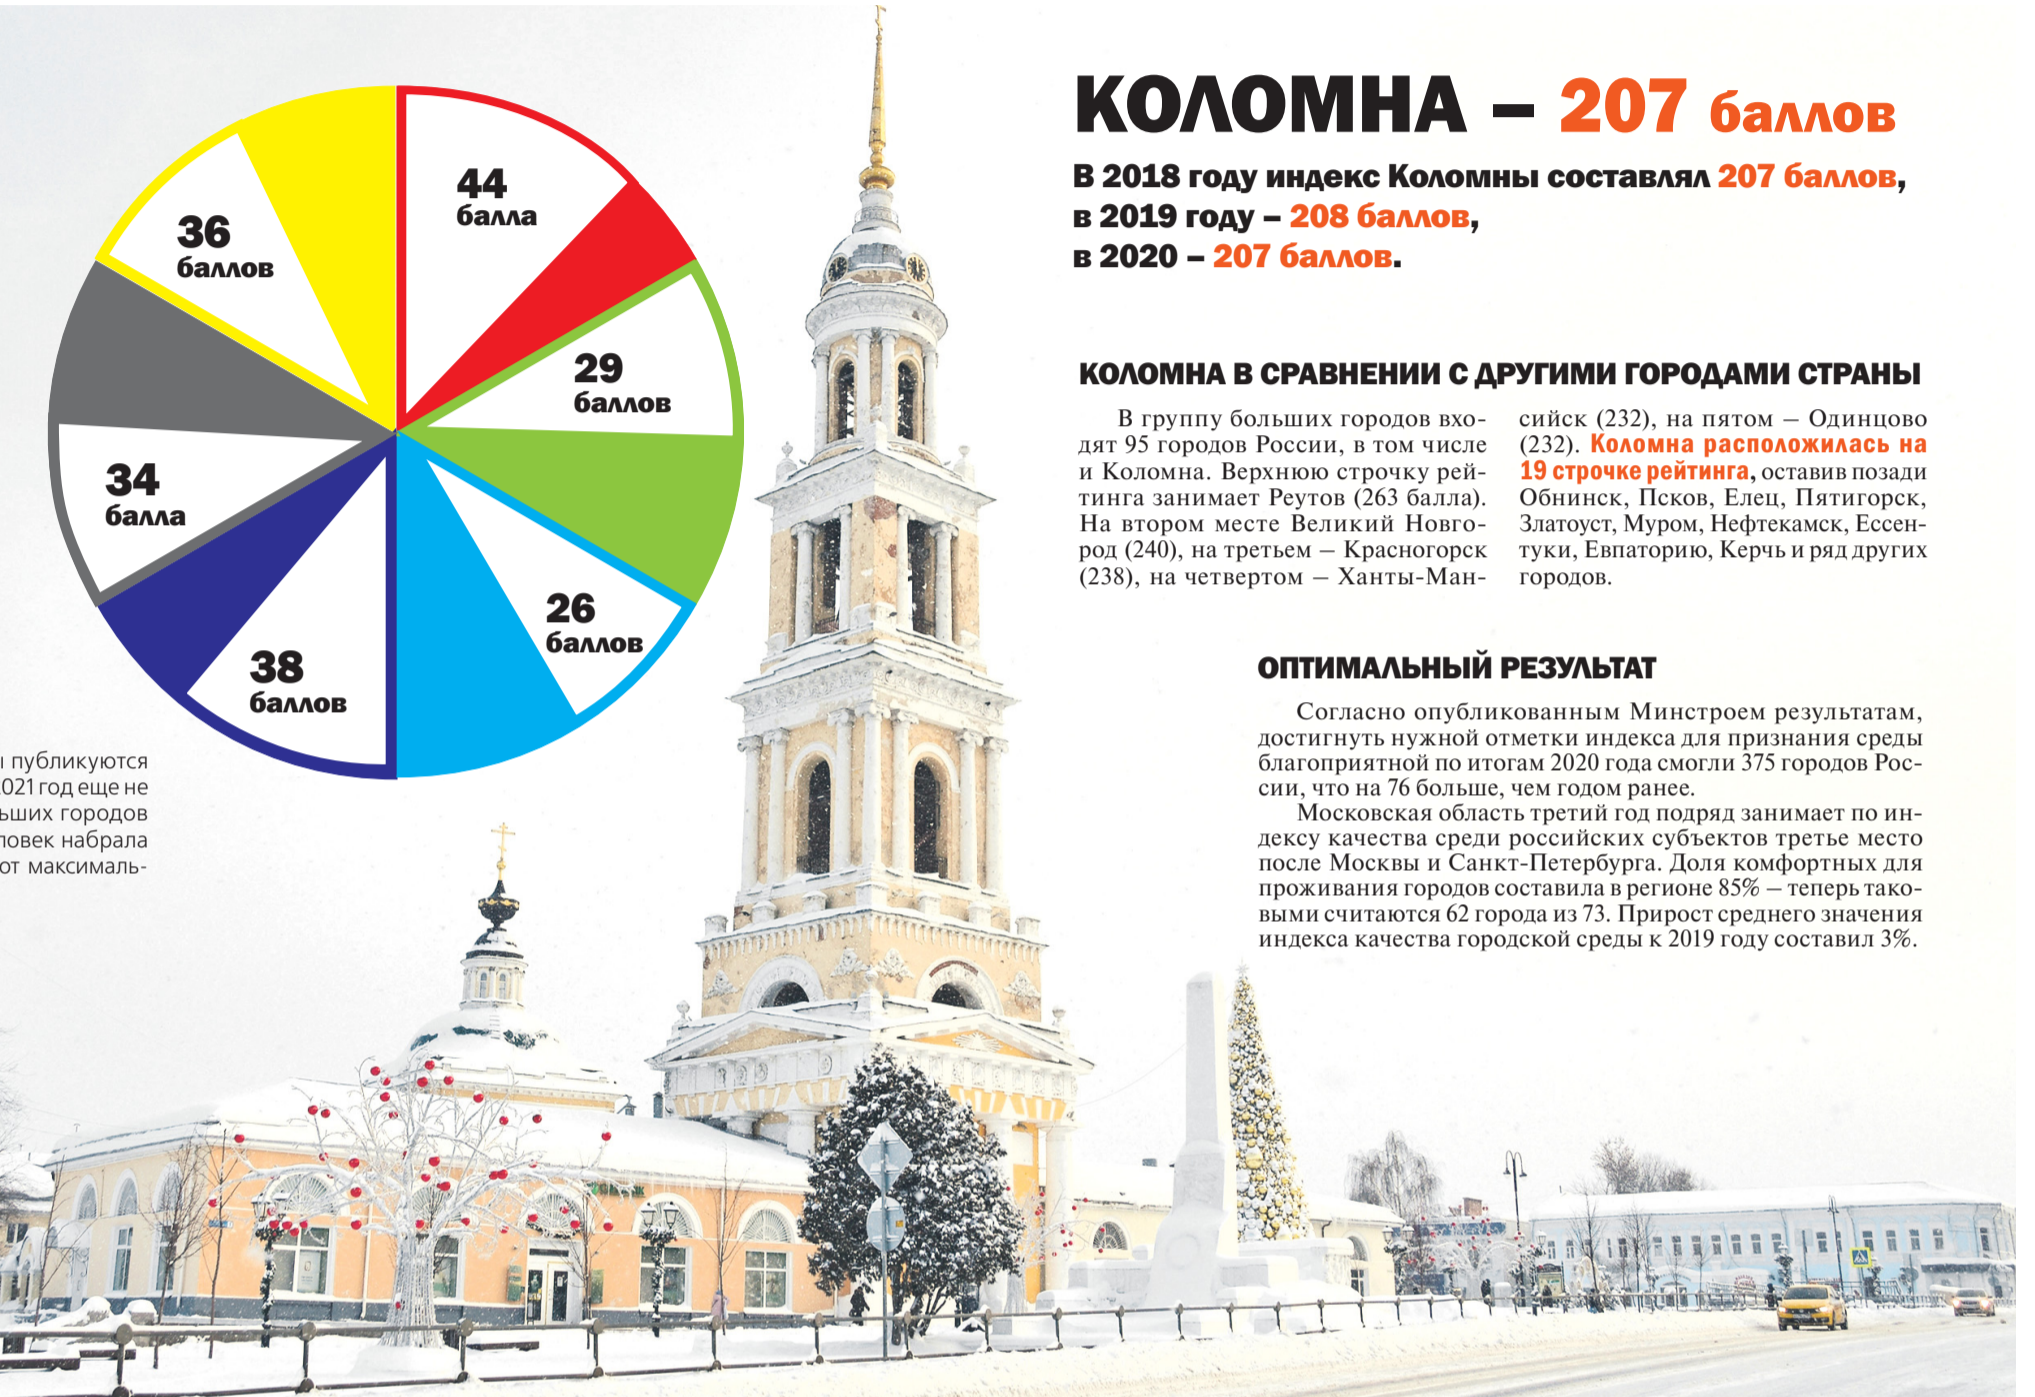 КОЛОМНА – 207 баллов
В 2018 году индекс Коломны составлял 207 баллов,
в 2019 году – 208 баллов,
в 2020 – 207 баллов.
44
балла
29
баллов
26
баллов
38
баллов
34
балла
36
баллов
публикуются
2021 год еще не
городов
набрала
от максималь-
КОЛОМНА В СРАВНЕНИИ С ДРУГИМИ ГОРОДАМИ СТРАНЫ
В группу больших городов вхо-
дят 95 городов России, в том числе
и Коломна. Верхнюю строчку рей-
тинга занимает Реутов (263 балла).
На втором месте Великий Новго-
род (240), на третьем – Красногорск
(238), на четвертом – Ханты-Ман-
сийск (232), на пятом – Одинцово
(232). Коломна расположилась на
19 строчке рейтинга, оставив позади
Обнинск, Псков, Елец, Пятигорск,
Златоуст, Муром, Нефтекамск, Ессен-
туки, Евпаторию, Керчь и ряд других
городов.
ОПТИМАЛЬНЫЙ РЕЗУЛЬТАТ
Согласно опубликованным Минстроем результатам,
достигнуть нужной отметки индекса для признания среды
благоприятной по итогам 2020 года смогли 375 городов Рос-
сии, что на 76 больше, чем годом ранее.
Московская область третий год подряд занимает по ин-
дексу качества среди российских субъектов третье место
после Москвы и Санкт-Петербурга. Доля комфортных для
проживания городов составила в регионе 85% – теперь тако-
выми считаются 62 города из 73. Прирост среднего значения
индекса качества городской среды к 2019 году составил 3%.